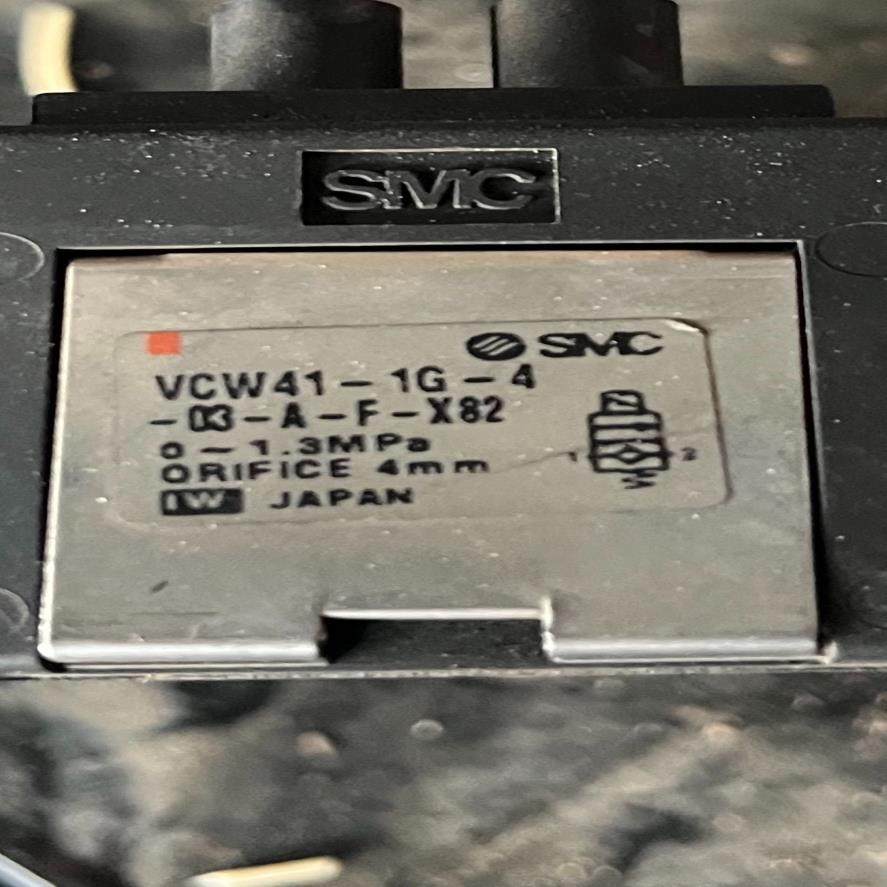 SMC
SMC
VCW41-1G-4
-03-A-F-X82
0~1.3MPa
ORIFICE 4mm
IW JAPAN
1 2